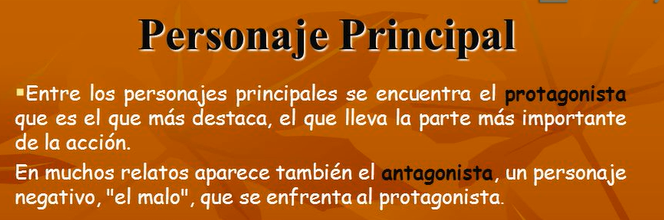 Personaje Principal
▪Entre los personajes principales se encuentra el protagonista
que es el que más destaca, el que lleva la parte más importante
de la acción.
En muchos relatos aparece también el antagonista, un personaje
negativo, "el malo", que se enfrenta al protagonista.